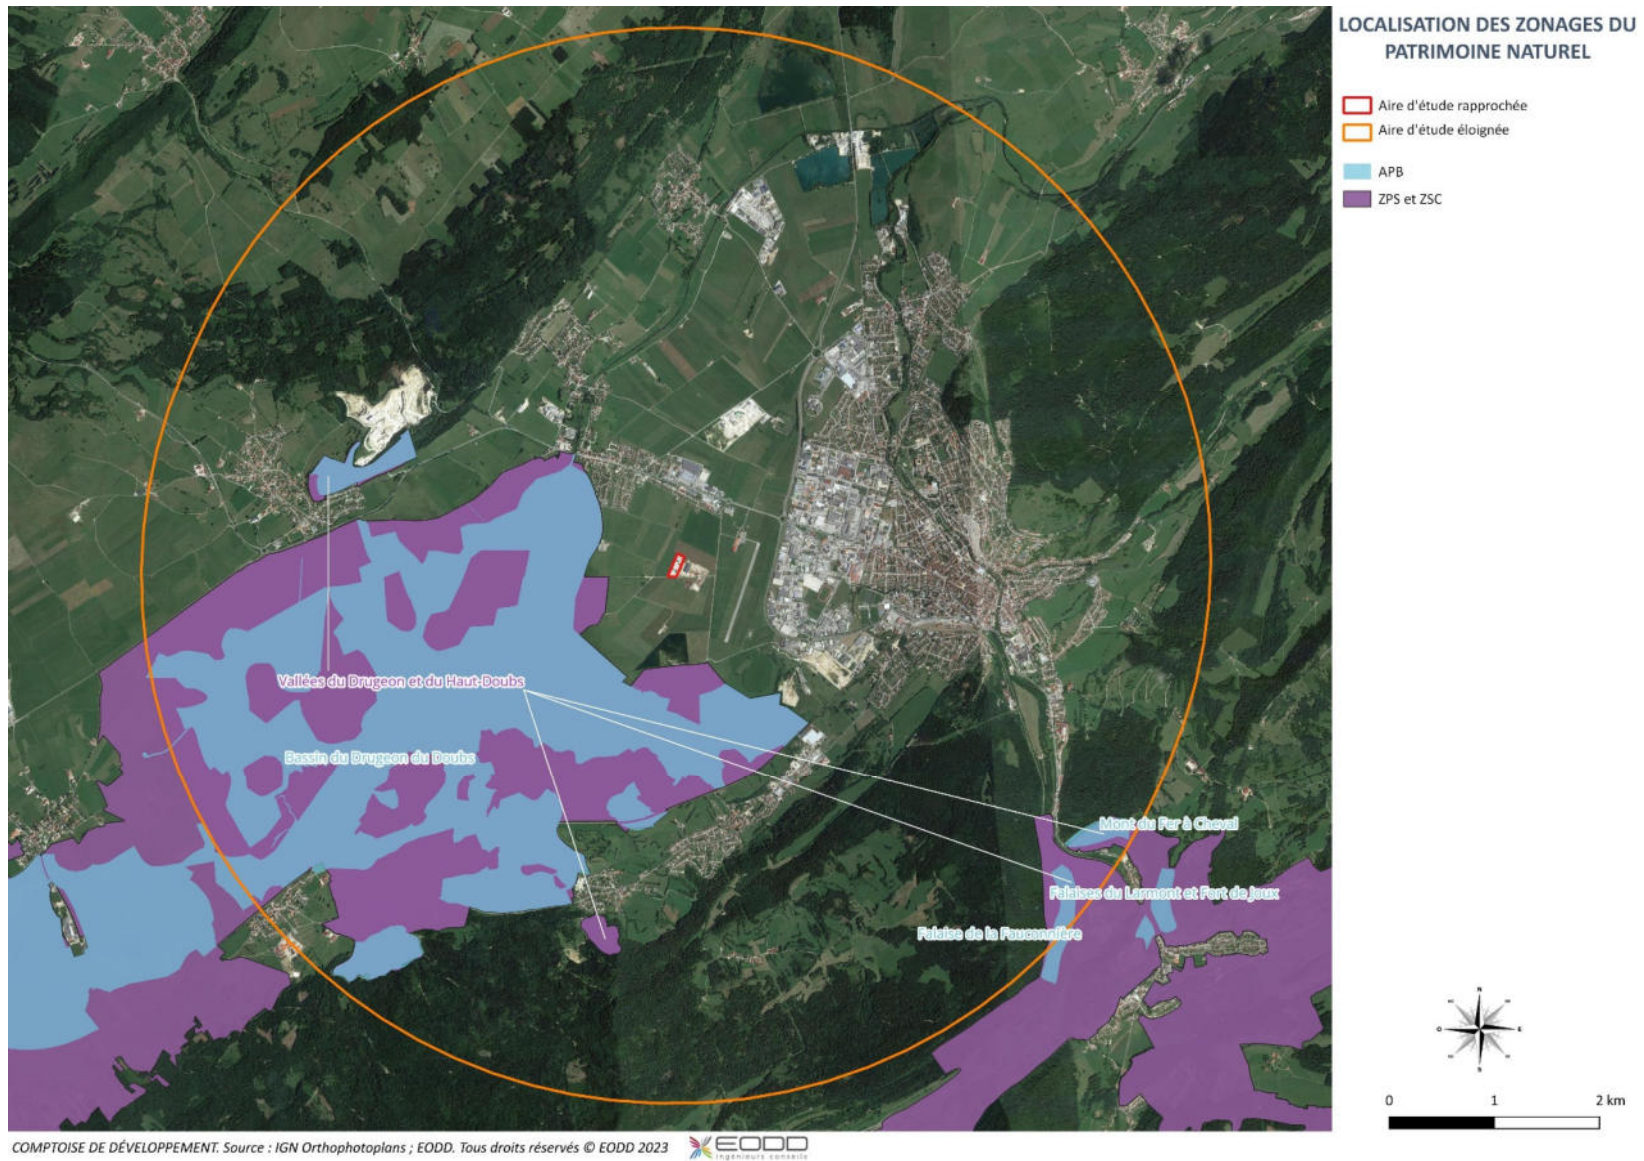 LOCALISATION DES ZONAGES DU
PATRIMOINE NATUREL
Aire d'étude rapprochée
Aire d'étude éloignée
APB
ZPS et ZSC
Vallées du Drugeon et du Haut-Doubs
Bassin du Drugeon du Doubs
Mont du Fer à Cheval
Falaises du Larmont et Fort de Joux
Falaise de la Fauconnière
N
O
E
S
0 1 2 km
COMPTOISE DE DÉVELOPPEMENT. Source : IGN Orthophotoplans ; EODD. Tous droits réservés © EODD 2023
EODD
ingénieurs conseils